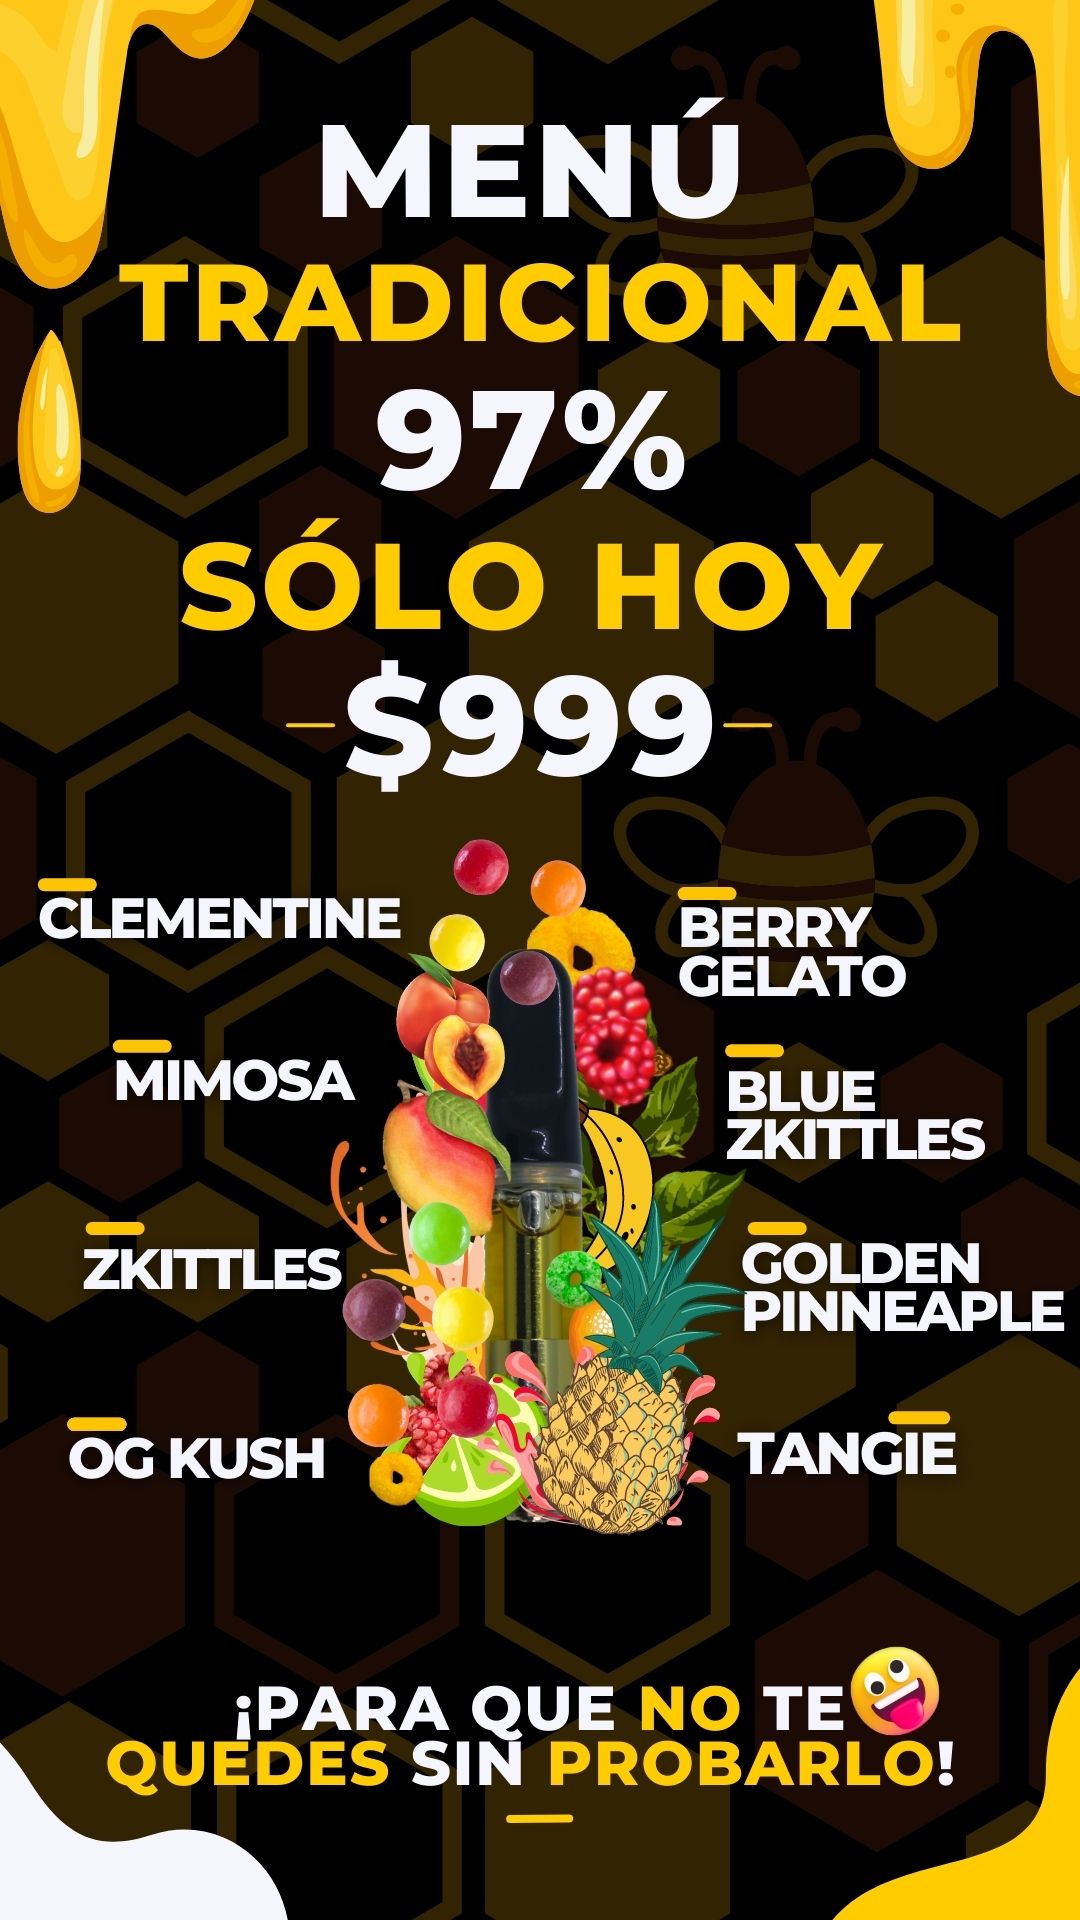 MENÚ
TRADICIONAL
97%
SÓLO HOY
$999
CLEMENTINE
BERRY
GELATO
MIMOSA
BLUE
ZKITTLES
ZKITTLES
GOLDEN
PINNEAPLE
OG KUSH
TANGIE
¡PARA QUE NO TE
QUEDES SIN PROBARLO!